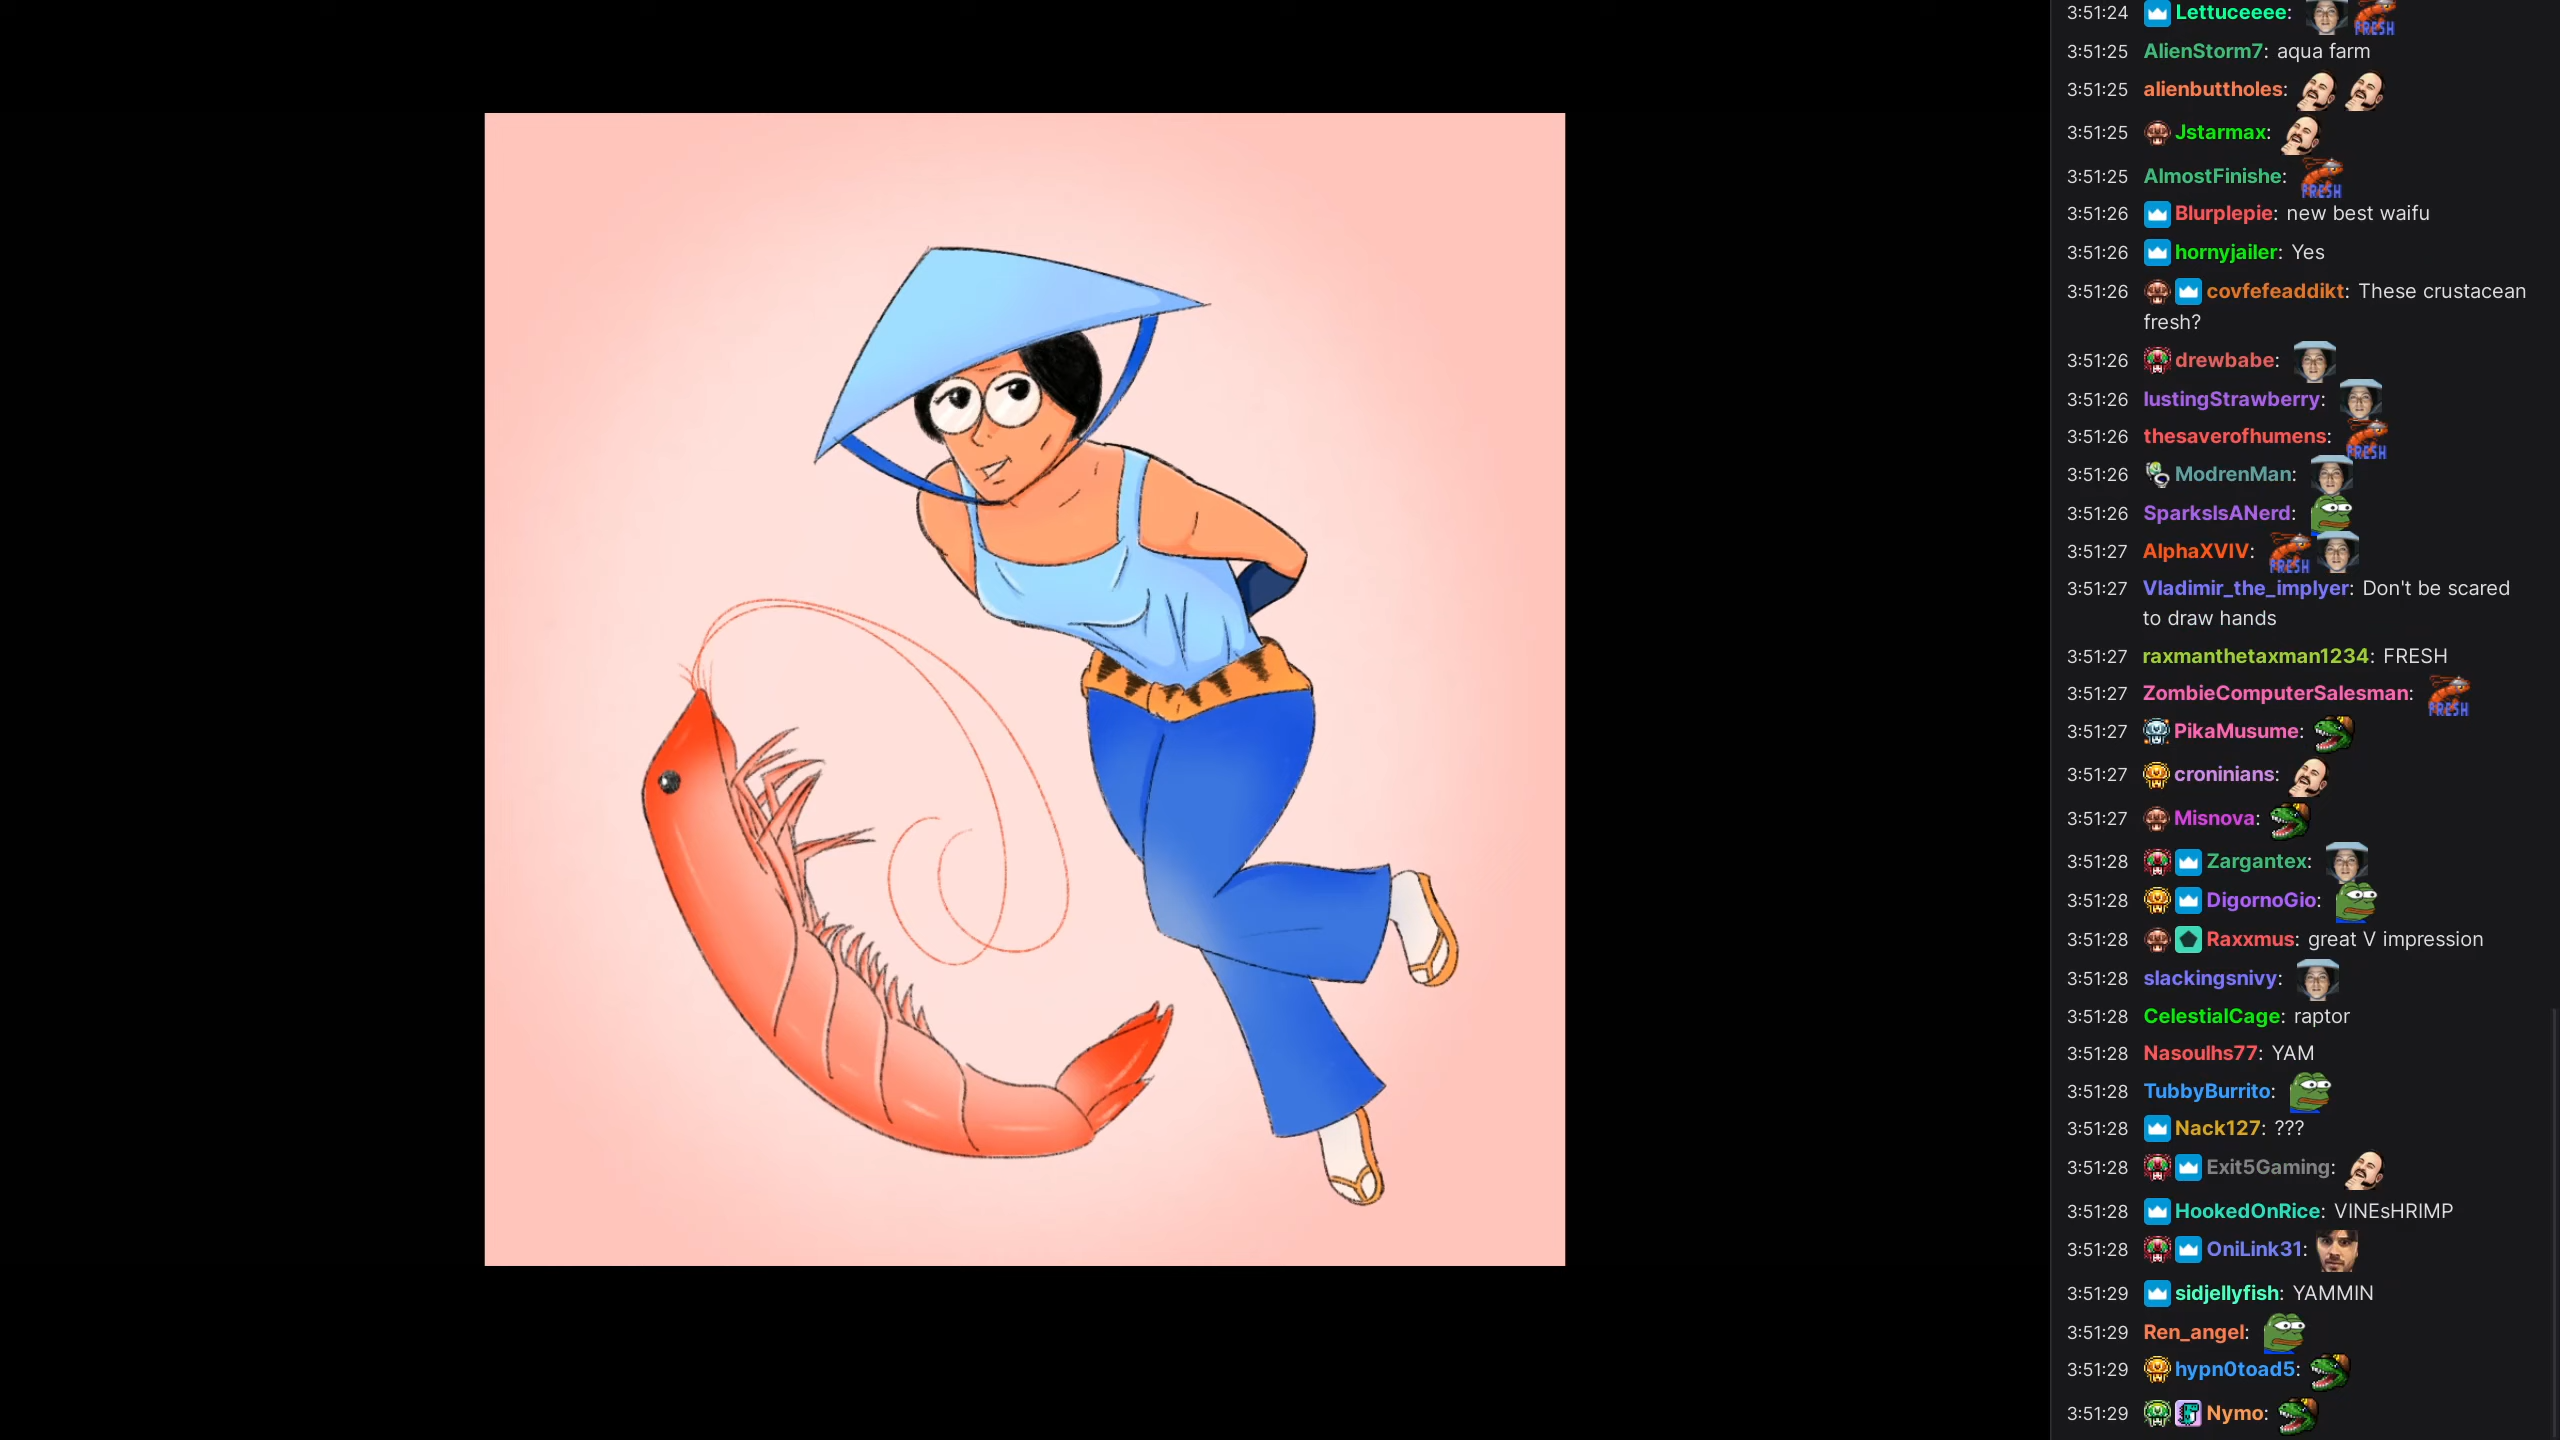 3:51:24 Lettuceeee: FRESH
3:51:25 AlienStorm7: aqua farm
3:51:25 alienbuttholes:
3:51:25 Jstarmax:
3:51:25 AlmostFinishe: FRESH
3:51:26 Blurplepie: new best waifu
3:51:26 hornyjailer: Yes
3:51:26 covfefeaddikt: These crustacean
fresh?
3:51:26 drewbabe:
3:51:26 lustingStrawberry:
3:51:26 thesaverofhumens: FRESH
3:51:26 ModrenMan:
3:51:26 SparksIsANerd:
3:51:27 AlphaXVIV: FRESH
3:51:27 Vladimir_the_implyer: Don't be scared
to draw hands
3:51:27 raxmanthetaxman1234: FRESH
3:51:27 ZombieComputerSalesman: FRESH
3:51:27 PikaMusume:
3:51:27 croninians:
3:51:27 Misnova:
3:51:28 Zargantex:
3:51:28 DigornoGio:
3:51:28 Raxxmus: great V impression
3:51:28 slackingsnivy:
3:51:28 CelestialCage: raptor
3:51:28 Nasoulhs77: YAM
3:51:28 TubbyBurrito:
3:51:28 Nack127: ???
3:51:28 Exit5Gaming:
3:51:28 HookedOnRice: VINEsHRIMP
3:51:28 OniLink31:
3:51:29 sidjellyfish: YAMMIN
3:51:29 Ren_angel:
3:51:29 hypn0toad5:
3:51:29 Nymo: